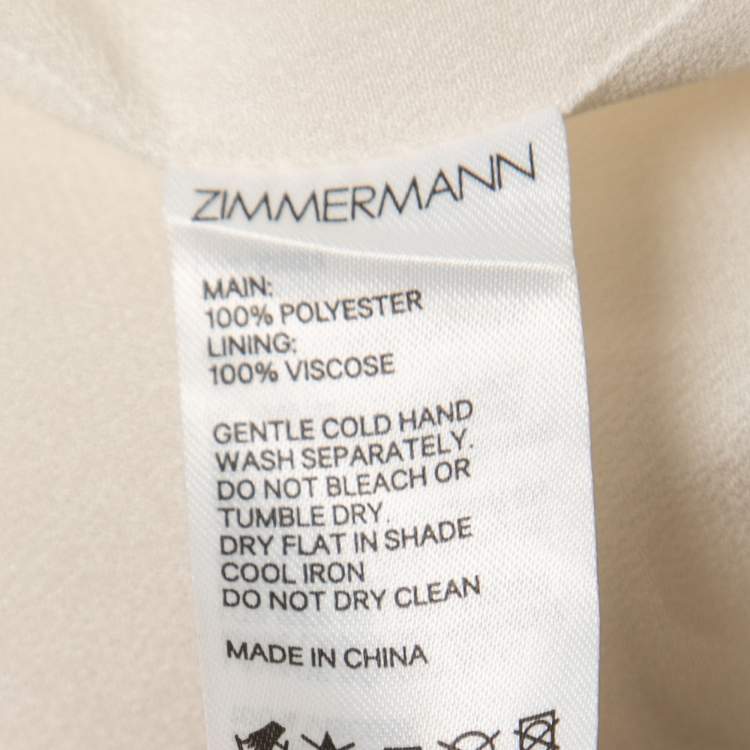 ZIMMERMANN
MAIN:
100% POLYESTER
LINING:
100% VISCOSE
GENTLE COLD HAND
WASH SEPARATELY.
DO NOT BLEACH OR
TUMBLE DRY.
DRY FLAT IN SHADE
COOL IRON
DO NOT DRY CLEAN
MADE IN CHINA